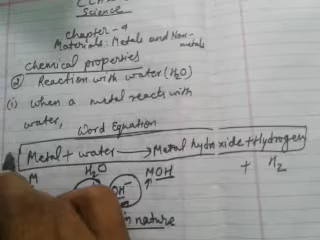 Science
Chapter - 4
Materials: Metals and Non-
metals
Chemical properties
② Reaction with water (H₂O)
(i) when a metal reacts with
water,
Word Equation
Metal + water ⟶ Metal hydroxide + Hydrogen
M H₂O MOH + H₂
OH⁻ ↑
in nature